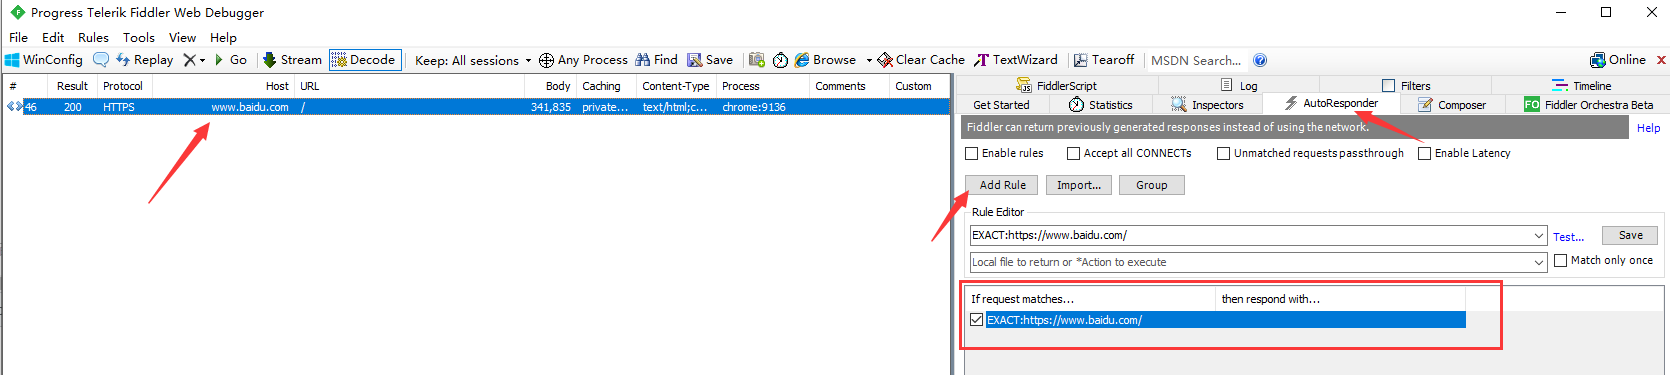 Progress Telerik Fiddler Web Debugger
File Edit Rules Tools View Help
WinConfig Replay Go Stream Decode Keep: All sessions Any Process Find Save Browse Clear Cache TextWizard Tearoff MSDN Search... Online
# Result Protocol Host URL Body Caching Content-Type Process Comments Custom
46 200 HTTPS www.baidu.com / 341,835 private... text/html;c... chrome:9136
FiddlerScript Log Filters Timeline
Get Started Statistics Inspectors AutoResponder Composer FO Fiddler Orchestra Beta
Fiddler can return previously generated responses instead of using the network. Help
Enable rules Accept all CONNECTs Unmatched requests passthrough Enable Latency
Add Rule Import... Group
Rule Editor
EXACT:https://www.baidu.com/ Test... Save
Local file to return or *Action to execute Match only once
If request matches... then respond with...
EXACT:https://www.baidu.com/